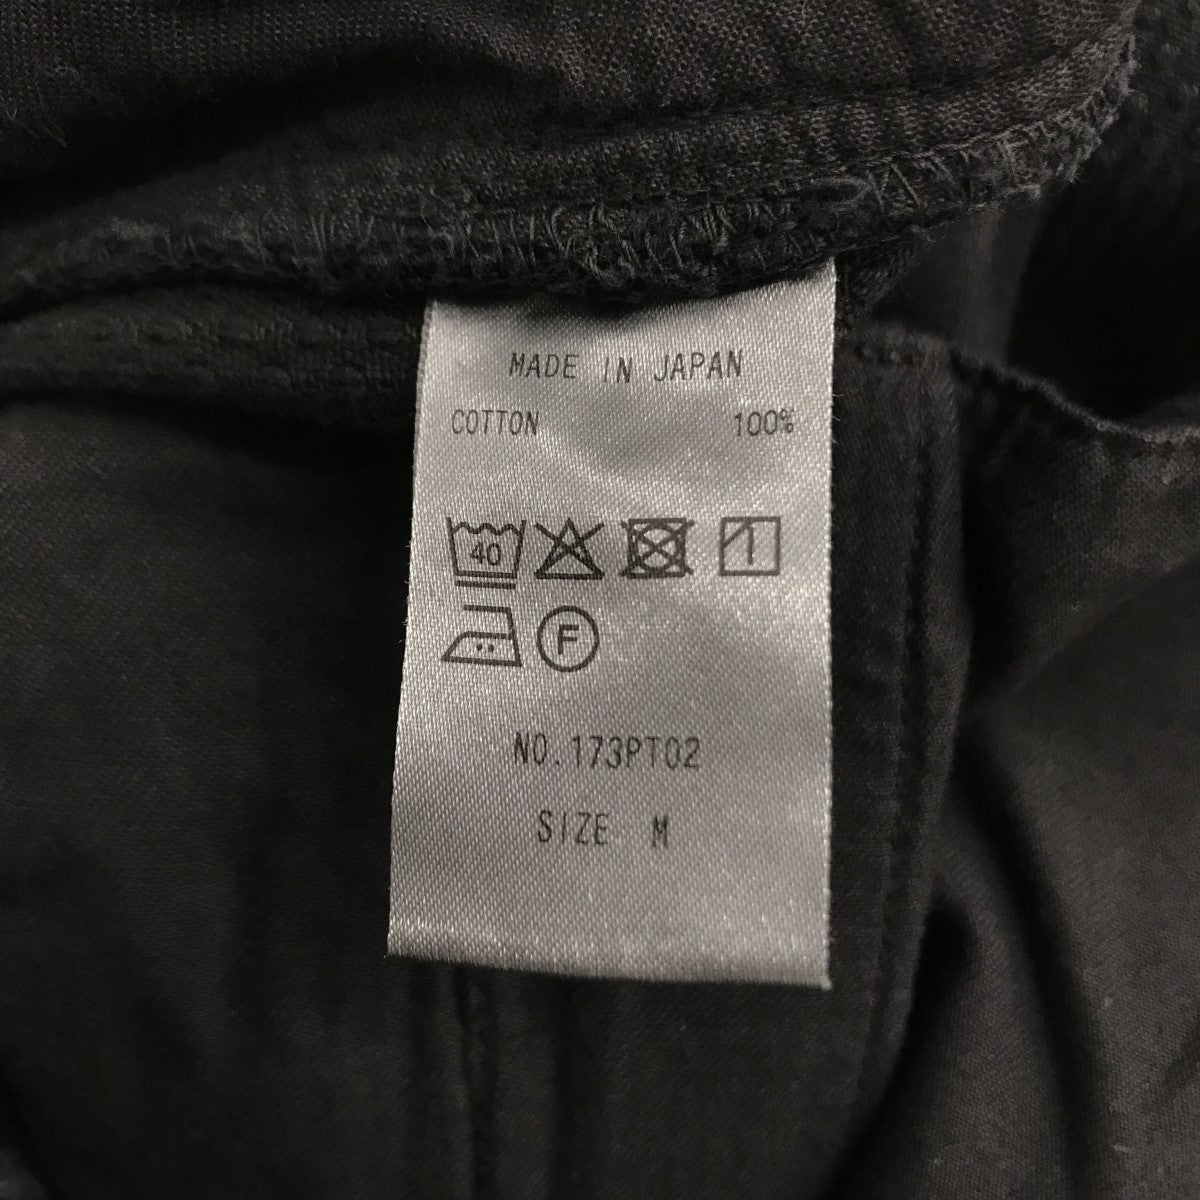 MADE IN JAPAN
COTTON 100%
40
F
NO.173PT02
SIZE M